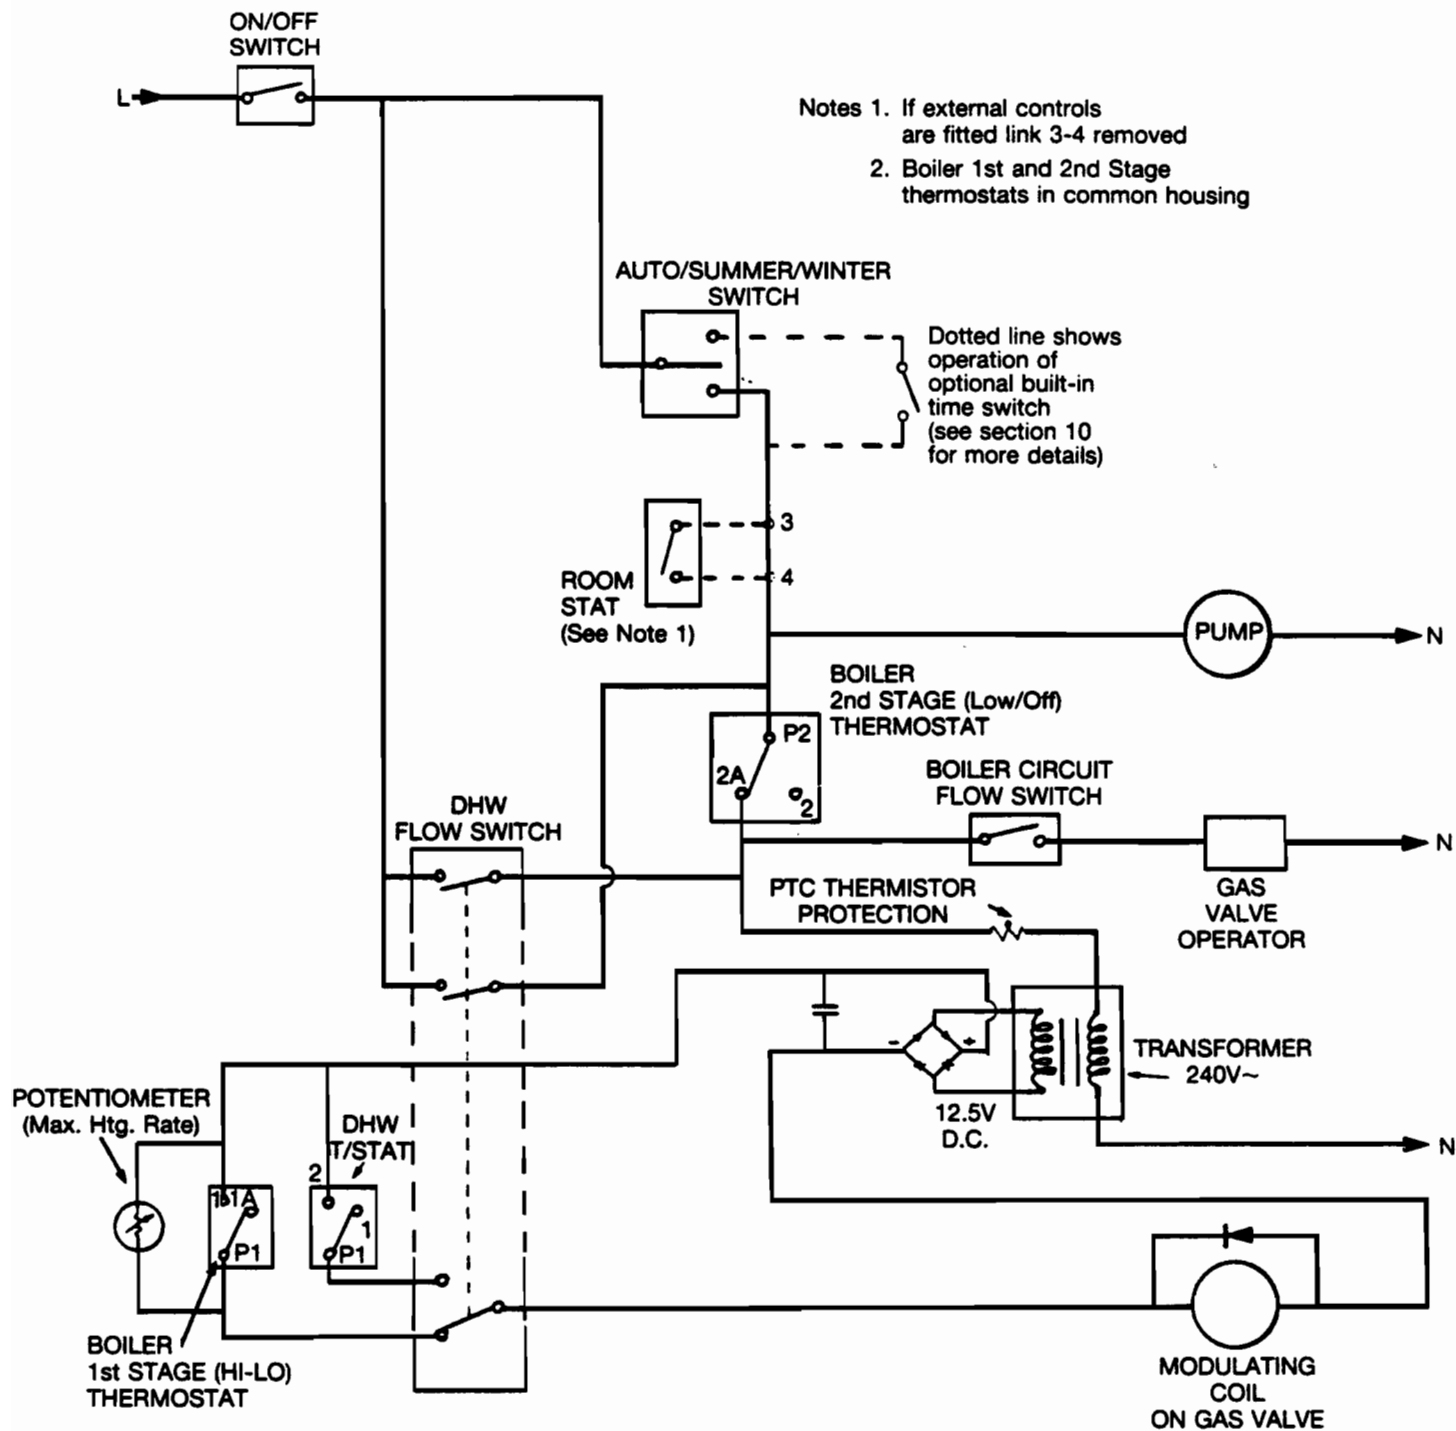 ON/OFF
SWITCH
L
Notes 1. If external controls
are fitted link 3-4 removed
2. Boiler 1st and 2nd Stage
thermostats in common housing
AUTO/SUMMER/WINTER
SWITCH
Dotted line shows
operation of
optional built-in
time switch
(see section 10
for more details)
3
4
ROOM
STAT
(See Note 1)
PUMP
N
BOILER
2nd STAGE (Low/Off)
THERMOSTAT
P2
2A
2
BOILER CIRCUIT
FLOW SWITCH
DHW
FLOW SWITCH
N
GAS
VALVE
OPERATOR
PTC THERMISTOR
PROTECTION
- +
TRANSFORMER
240V~
12.5V
D.C.
N
POTENTIOMETER
(Max. Htg. Rate)
DHW
T/STAT
2
1
1A
1
P1
P1
BOILER
1st STAGE (HI-LO)
THERMOSTAT
MODULATING
COIL
ON GAS VALVE